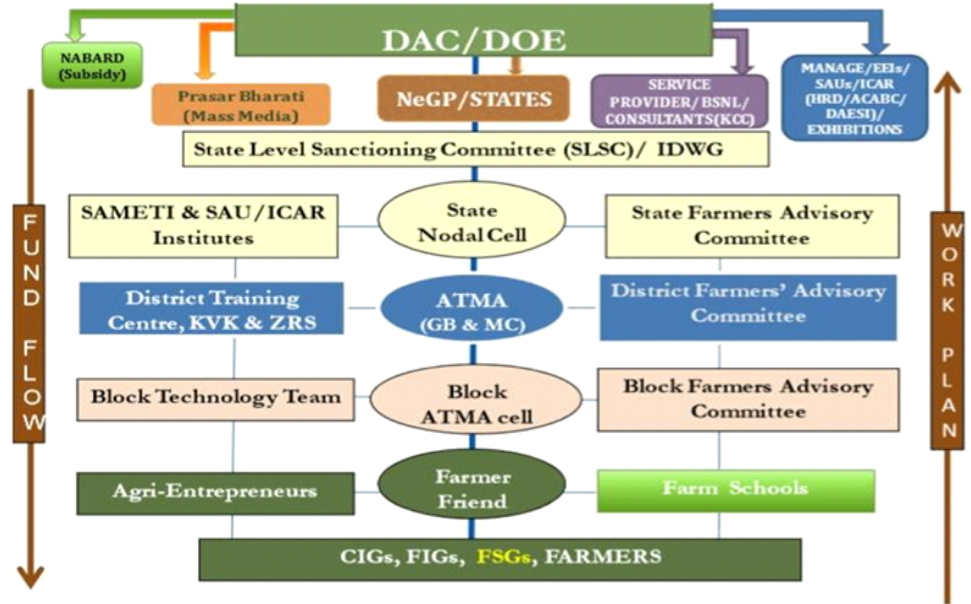 DAC/DOE
NABARD
(Subsidy)
Prasar Bharati
(Mass Media)
NeGP/STATES
SERVICE
PROVIDER/BSNL/
CONSULTANTS(KCC)
MANAGE/EEIs/
SAUs/ICAR
(HRD/ACABC/
DAESI)/
EXHIBITIONS
State Level Sanctioning Committee (SLSC)/ IDWG
SAMETI & SAU/ICAR
Institutes
State
Nodal Cell
State Farmers Advisory
Committee
District Training
Centre, KVK & ZRS
ATMA
(GB & MC)
District Farmers' Advisory
Committee
Block Technology Team
Block
ATMA cell
Block Farmers Advisory
Committee
Agri-Entrepreneurs
Farmer
Friend
Farm Schools
CIGs, FIGs, FSGs, FARMERS
FUND FLOW
WORK PLAN